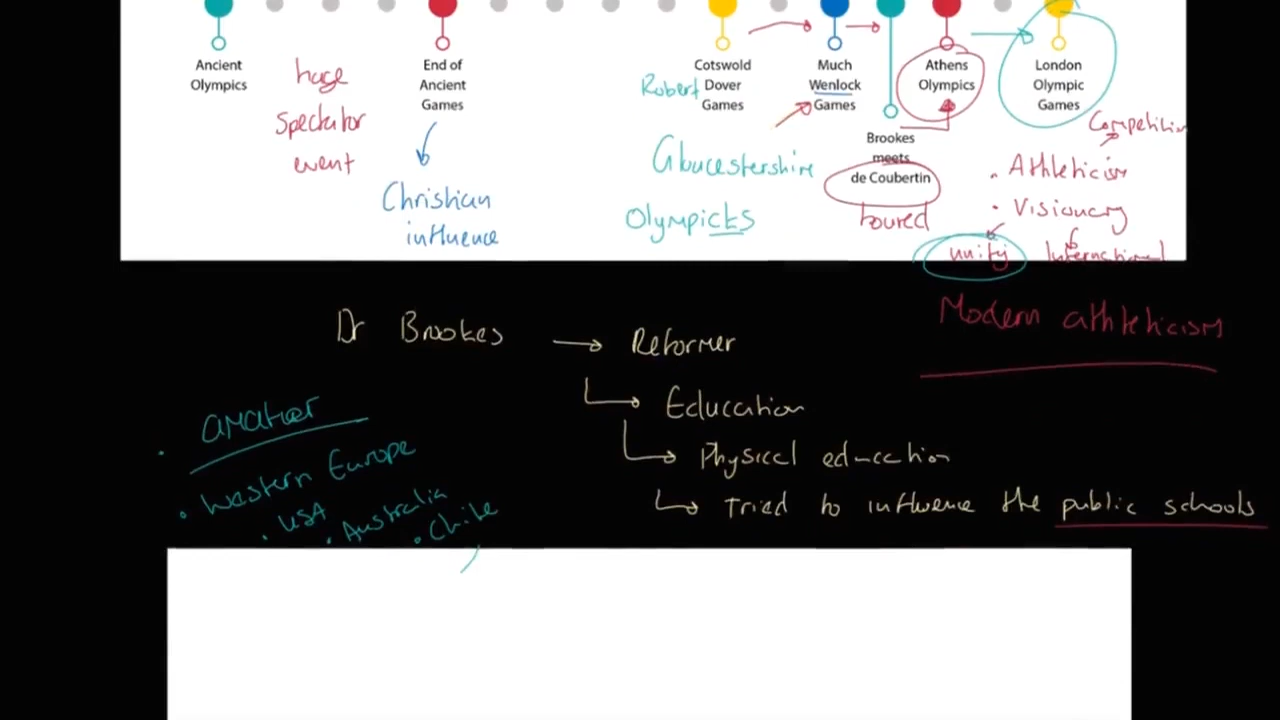 Ancient
Olympics
huge
spectator
event
End of
Ancient
Games
Christian
influence
Robert
Cotswold
Dover
Games
Gloucestershire
Olympicks
Much
Wenlock
Games
Brookes
meets
de Coubertin
toured
Athens
Olympics
London
Olympic
Games
Competition
• Athleticism
• Visionary
unity International
Modern athleticism
Dr Brookes → Reformer
Education
Physical education
Tried to influence the public schools
• amateur
• Western Europe
• USA
• Australia
• Chile